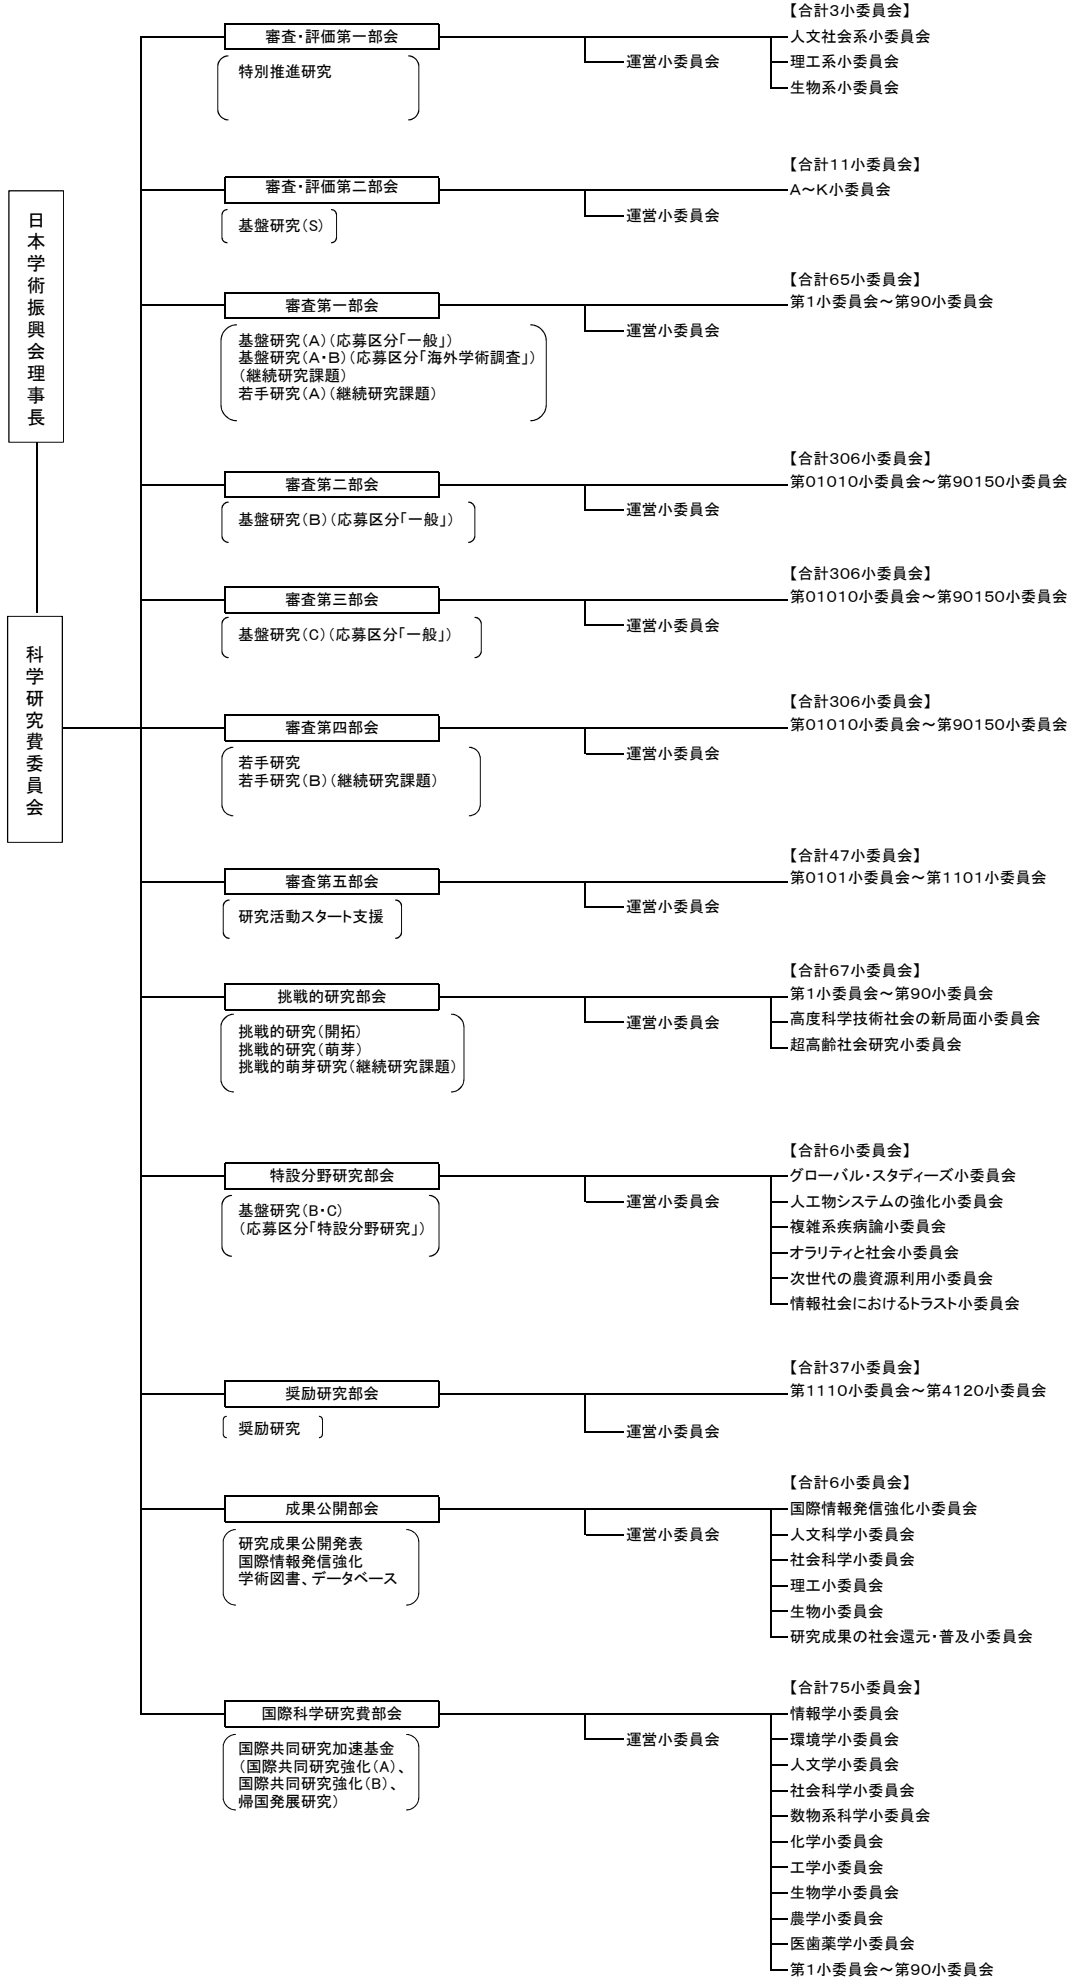 日本学術振興会理事長
科学研究費委員会
審査・評価第一部会
特別推進研究
運営小委員会
【合計3小委員会】
人文社会系小委員会
理工系小委員会
生物系小委員会
審査・評価第二部会
基盤研究(S)
運営小委員会
【合計11小委員会】
A~K小委員会
審査第一部会
基盤研究(A)(応募区分「一般」)
基盤研究(A・B)(応募区分「海外学術調査」)
(継続研究課題)
若手研究(A)(継続研究課題)
運営小委員会
【合計65小委員会】
第1小委員会~第90小委員会
審査第二部会
基盤研究(B)(応募区分「一般」)
運営小委員会
【合計306小委員会】
第01010小委員会~第90150小委員会
審査第三部会
基盤研究(C)(応募区分「一般」)
運営小委員会
【合計306小委員会】
第01010小委員会~第90150小委員会
審査第四部会
若手研究
若手研究(B)(継続研究課題)
運営小委員会
【合計306小委員会】
第01010小委員会~第90150小委員会
審査第五部会
研究活動スタート支援
運営小委員会
【合計47小委員会】
第0101小委員会~第1101小委員会
挑戦的研究部会
挑戦的研究(開拓)
挑戦的研究(萌芽)
挑戦的萌芽研究(継続研究課題)
運営小委員会
【合計67小委員会】
第1小委員会~第90小委員会
高度科学技術社会の新局面小委員会
超高齢社会研究小委員会
特設分野研究部会
基盤研究(B・C)
(応募区分「特設分野研究」)
運営小委員会
【合計6小委員会】
グローバル・スタディーズ小委員会
人工物システムの強化小委員会
複雑系疾病論小委員会
オラリティと社会小委員会
次世代の農資源利用小委員会
情報社会におけるトラスト小委員会
奨励研究部会
奨励研究
運営小委員会
【合計37小委員会】
第1110小委員会~第4120小委員会
成果公開部会
研究成果公開発表
国際情報発信強化
学術図書、データベース
運営小委員会
【合計6小委員会】
国際情報発信強化小委員会
人文科学小委員会
社会科学小委員会
理工小委員会
生物小委員会
研究成果の社会還元・普及小委員会
国際科学研究費部会
国際共同研究加速基金
(国際共同研究強化(A)、
国際共同研究強化(B)、
帰国発展研究)
運営小委員会
【合計75小委員会】
情報学小委員会
環境学小委員会
人文学小委員会
社会科学小委員会
数物系科学小委員会
化学小委員会
工学小委員会
生物学小委員会
農学小委員会
医歯薬学小委員会
第1小委員会~第90小委員会